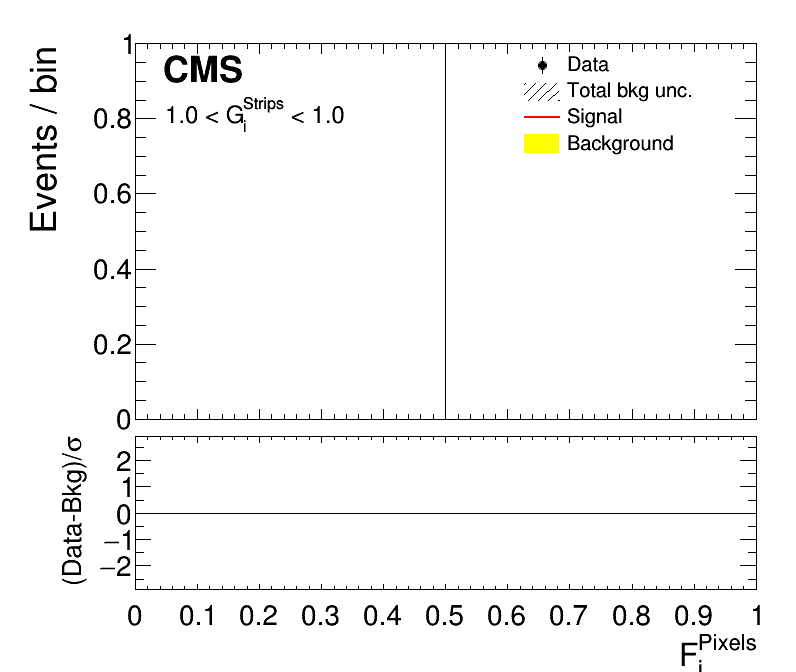 CMS
1.0 < G_i^Strips < 1.0
Data
Total bkg unc.
Signal
Background
Events / bin
1
0.8
0.6
0.4
0.2
0
(Data-Bkg)/σ
2
1
0
−1
−2
0 0.1 0.2 0.3 0.4 0.5 0.6 0.7 0.8 0.9 1
F_i^Pixels